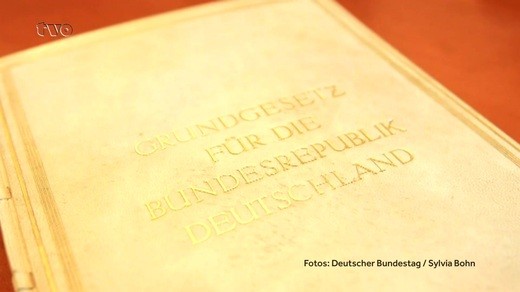 tvo
GRUNDGESETZ
FÜR DIE
BUNDESREPUBLIK
DEUTSCHLAND
Fotos: Deutscher Bundestag / Sylvia Bohn